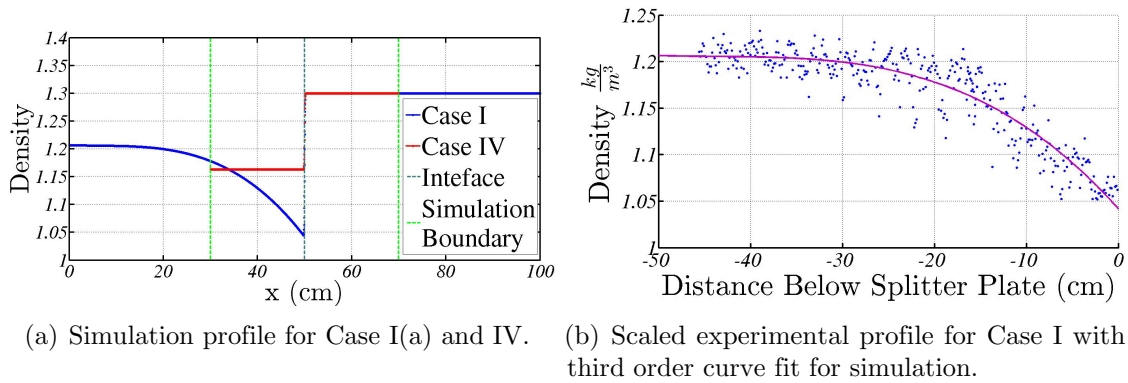 1.4
1.35
1.3
1.25
1.2
1.15
1.1
1.05
1
Density
0 20 40 60 80 100
x (cm)
Case I
Case IV
Inteface
Simulation
Boundary
(a) Simulation profile for Case I(a) and IV.
1.25
1.2
1.15
1.1
1.05
1
Density kg/m³
-50 -40 -30 -20 -10 0
Distance Below Splitter Plate (cm)
(b) Scaled experimental profile for Case I with
third order curve fit for simulation.